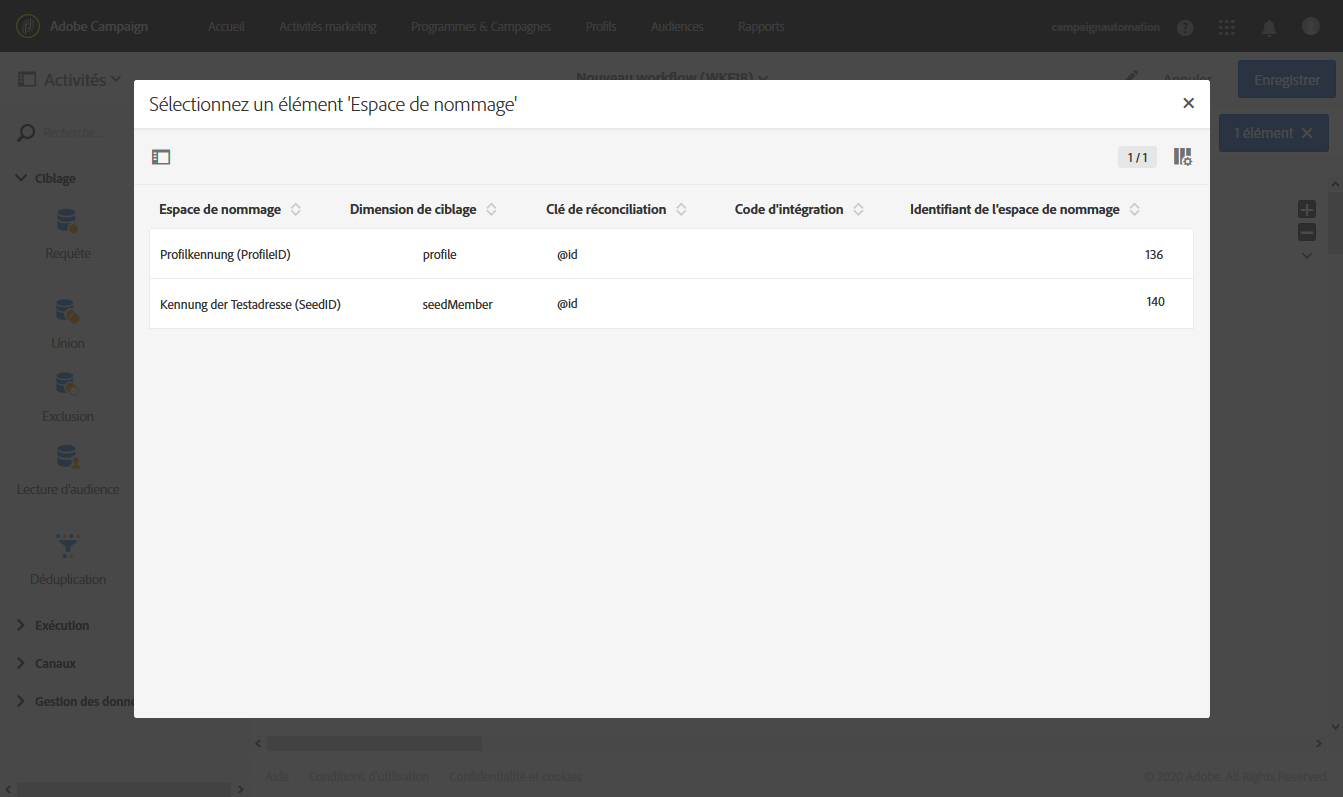 Adobe Campaign Accueil Activités marketing Programmes & Campagnes Profils Audiences Rapports campaignautomation
Activités Nouveau workflow (WKF18) Annuler Enregistrer
Recherche... 1 élément
Sélectionnez un élément 'Espace de nommage'
1 / 1
Espace de nommage Dimension de ciblage Clé de réconciliation Code d'intégration Identifiant de l'espace de nommage
Profilkennung (ProfileID) profile @id 136
Kennung der Testadresse (SeedID) seedMember @id 140
Ciblage
Requête
Union
Exclusion
Lecture d'audience
Déduplication
Exécution
Canaux
Gestion des donné
Aide Conditions d'utilisation Confidentialité et cookies © 2020 Adobe. All Rights Reserved